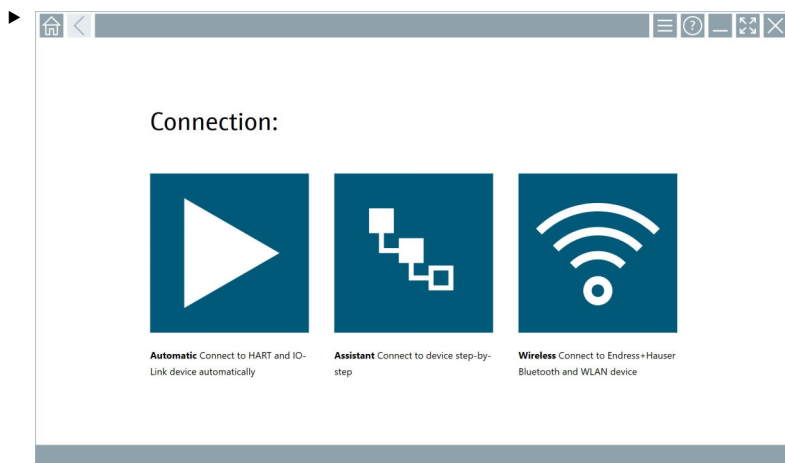 Connection:
Automatic Connect to HART and IO-
Link device automatically
Assistant Connect to device step-by-
step
Wireless Connect to Endress+Hauser
Bluetooth and WLAN device